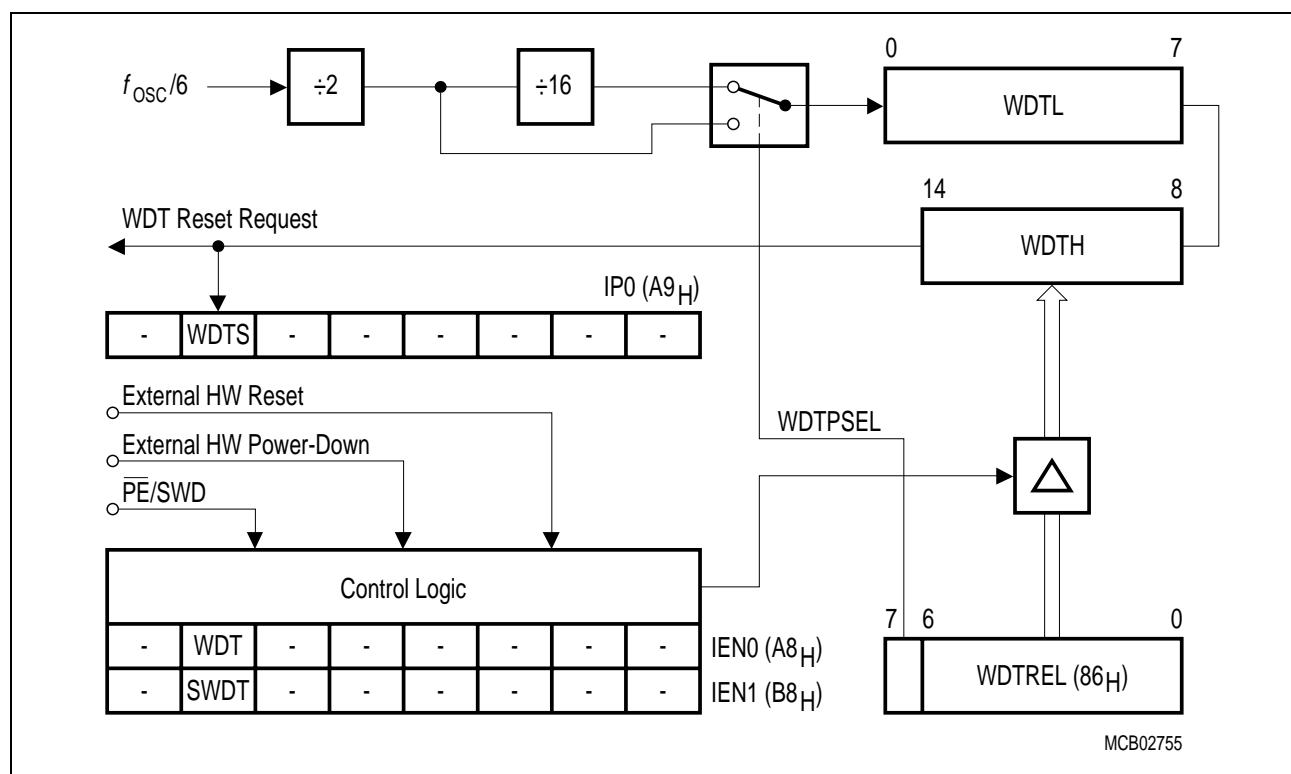 fOSC/6
÷2
÷16
0 7
WDTL
14 8
WDTH
WDT Reset Request
IP0 (A9H)
- WDTS - - - - - -
External HW Reset
External HW Power-Down
PE/SWD
WDTPSEL
Control Logic
- WDT - - - - - -
IEN0 (A8H)
- SWDT - - - - - -
IEN1 (B8H)
7 6 0
WDTREL (86H)
MCB02755